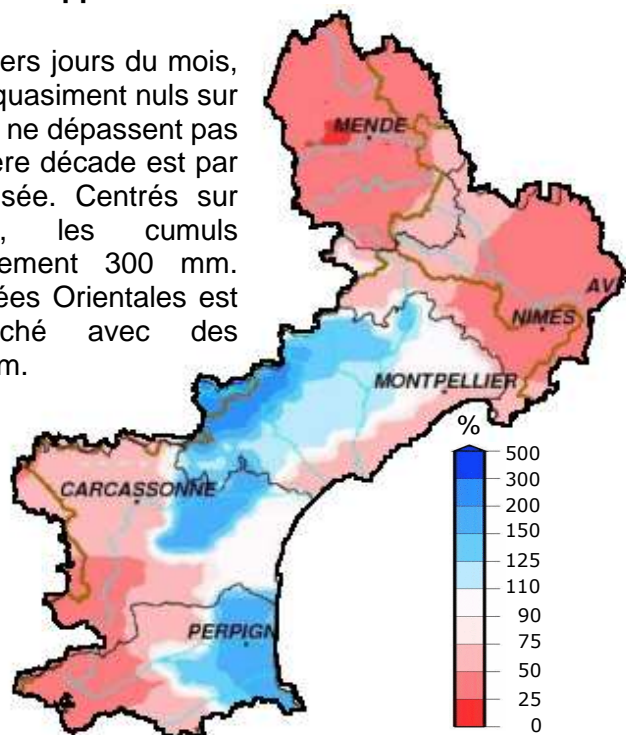 ers jours du mois,
quasiment nuls sur
ne dépassent pas
ère décade est par
sée. Centrés sur
, les cumuls
ement 300 mm.
ées Orientales est
ché avec des
m.
MENDE
AV
NIMES
MONTPELLIER
CARCASSONNE
PERPIGN
%
500
300
200
150
125
110
90
75
50
25
0